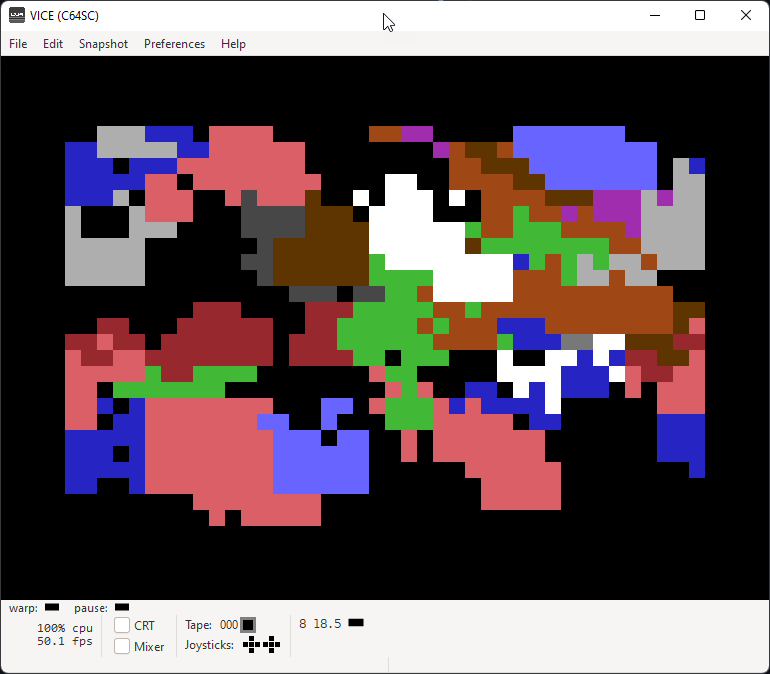 VICE (C64SC)
File Edit Snapshot Preferences Help
warp: pause:
100% cpu
50.1 fps
CRT
Mixer
Tape: 000
Joysticks:
8 18.5